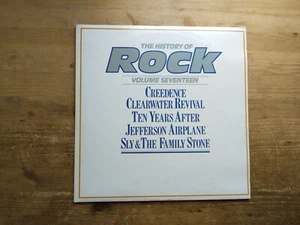 THE HISTORY OF
Rock
VOLUME SEVENTEEN
CREEDENCE
CLEARWATER REVIVAL
TEN YEARS AFTER
JEFFERSON AIRPLANE
SLY & THE FAMILY STONE